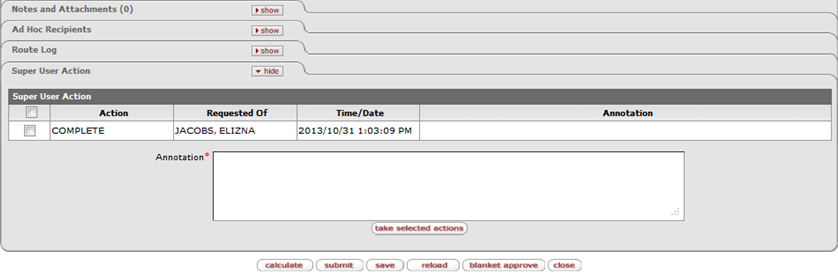 Notes and Attachments (0) show
Ad Hoc Recipients show
Route Log show
Super User Action hide
Super User Action
Action Requested Of Time/Date Annotation
COMPLETE JACOBS, ELIZNA 2013/10/31 1:03:09 PM
Annotation*
take selected actions
calculate submit save reload blanket approve close